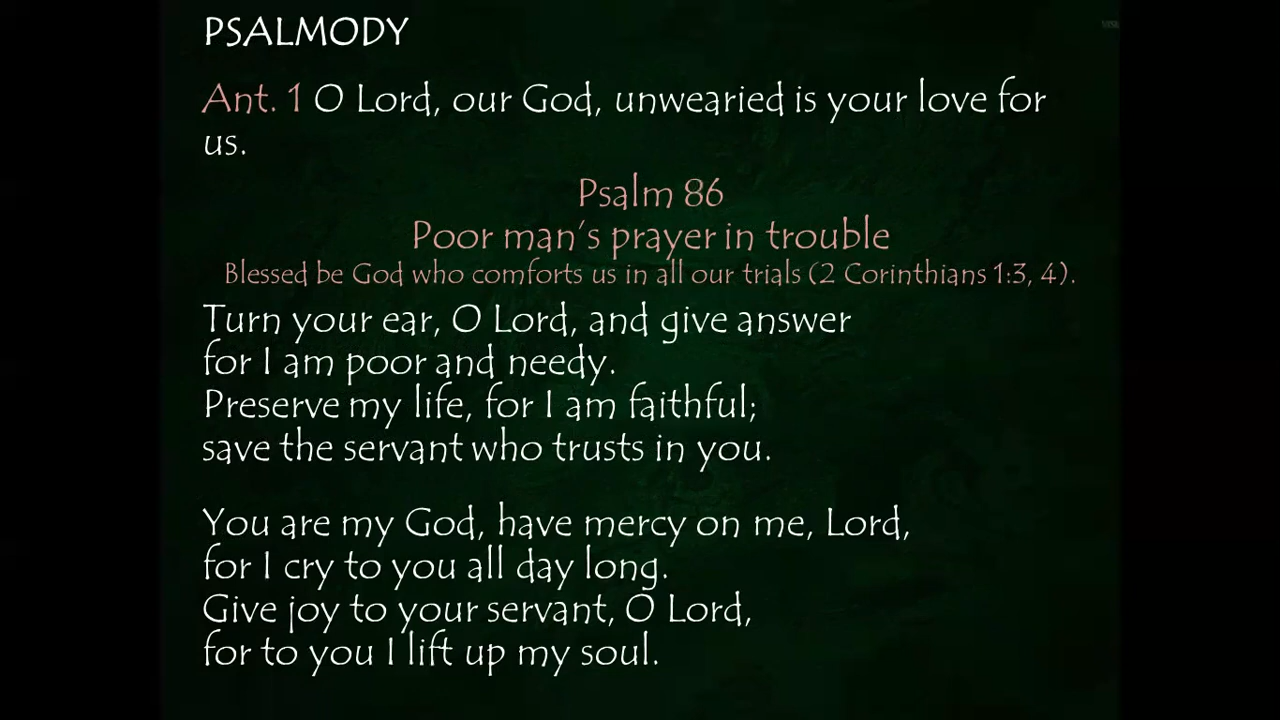 PSALMODY
Ant. 1 O Lord, our God, unwearied is your love for
us.
Psalm 86
Poor man's prayer in trouble
Blessed be God who comforts us in all our trials (2 Corinthians 1:3, 4).
Turn your ear, O Lord, and give answer
for I am poor and needy.
Preserve my life, for I am faithful;
save the servant who trusts in you.
You are my God, have mercy on me, Lord,
for I cry to you all day long.
Give joy to your servant, O Lord,
for to you I lift up my soul.